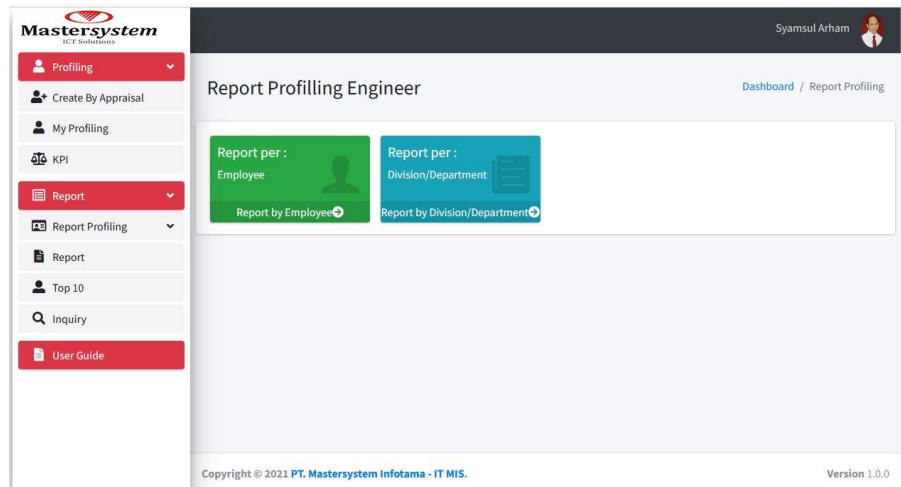 Mastersystem
ICT Solutions
Syamsul Arham
Profiling
Create By Appraisal
My Profiling
KPI
Report
Report Profiling
Report
Top 10
Inquiry
User Guide
Report Profilling Engineer
Dashboard / Report Profiling
Report per :
Employee
Report by Employee
Report per :
Division/Department
Report by Division/Department
Copyright © 2021 PT. Mastersystem Infotama - IT MIS.
Version 1.0.0